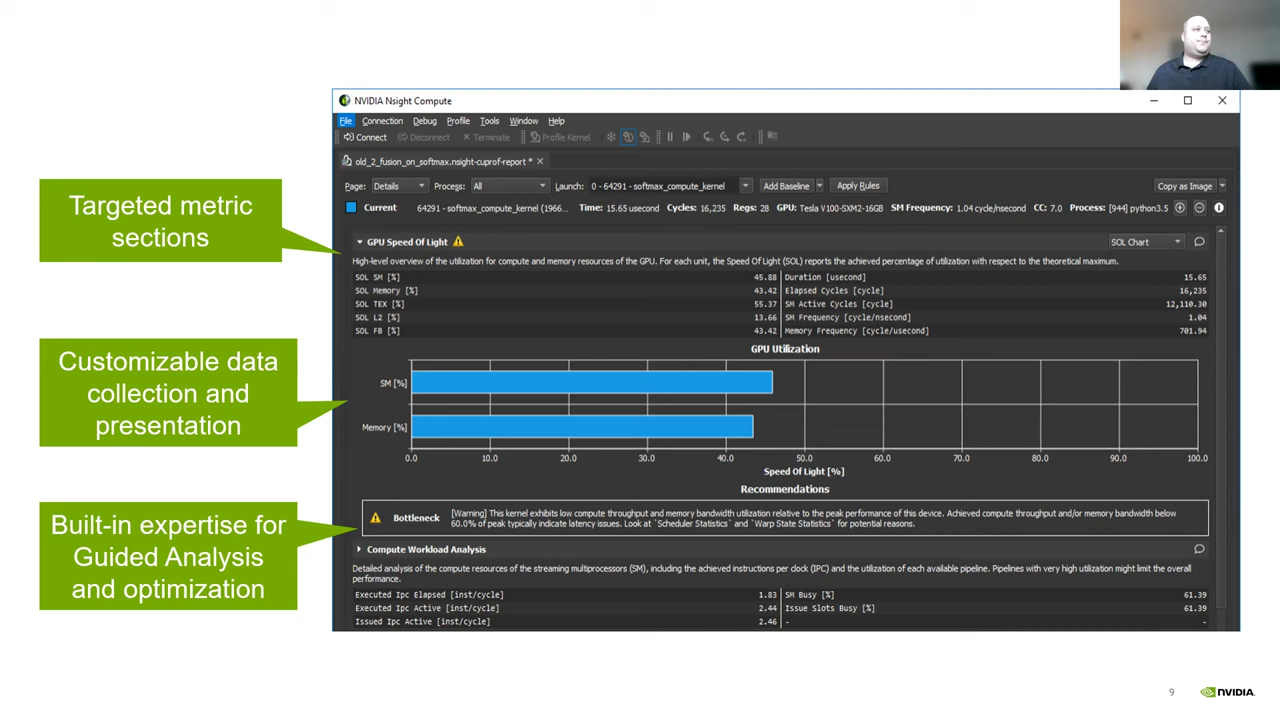 Targeted metric
sections
Customizable data
collection and
presentation
Built-in expertise for
Guided Analysis
and optimization
NVIDIA Nsight Compute
File Connection Debug Profile Tools Window Help
Connect Disconnect Terminate Profile Kernel
old_2_fusion_on_softmax.nsight-cuprof-report *
Page: Details Process: All Launch: 0 - 64291 - softmax_compute_kernel Add Baseline Apply Rules Copy as Image
Current 64291 - softmax_compute_kernel (1966... Time: 15.65 usecond Cycles: 16,235 Regs: 28 GPU: Tesla V100-SXM2-16GB SM Frequency: 1.04 cycle/nsecond CC: 7.0 Process: [944] python3.5
GPU Speed Of Light SOL Chart
High-level overview of the utilization for compute and memory resources of the GPU. For each unit, the Speed Of Light (SOL) reports the achieved percentage of utilization with respect to the theoretical maximum.
SOL SM [%] 45.88 Duration [usecond] 15.65
SOL Memory [%] 43.42 Elapsed Cycles [cycle] 16,235
SOL TEX [%] 55.37 SM Active Cycles [cycle] 12,110.30
SOL L2 [%] 13.66 SM Frequency [cycle/nsecond] 1.04
SOL FB [%] 43.42 Memory Frequency [cycle/usecond] 701.94
GPU Utilization
SM [%]
Memory [%]
0.0 10.0 20.0 30.0 40.0 50.0 60.0 70.0 80.0 90.0 100.0
Speed Of Light [%]
Recommendations
Bottleneck [Warning] This kernel exhibits low compute throughput and memory bandwidth utilization relative to the peak performance of this device. Achieved compute throughput and/or memory bandwidth below
60.0% of peak typically indicate latency issues. Look at `Scheduler Statistics` and `Warp State Statistics` for potential reasons.
Compute Workload Analysis
Detailed analysis of the compute resources of the streaming multiprocessors (SM), including the achieved instructions per clock (IPC) and the utilization of each available pipeline. Pipelines with very high utilization might limit the overall
performance.
Executed Ipc Elapsed [inst/cycle] 1.83 SM Busy [%] 61.39
Executed Ipc Active [inst/cycle] 2.44 Issue Slots Busy [%] 61.39
Issued Ipc Active [inst/cycle] 2.46 - -
9 NVIDIA.